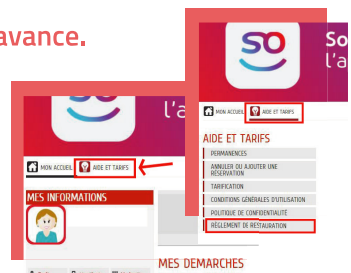 avance.
so
So
l'a
MON ACCUEIL
AIDE ET TARIFS
AIDE ET TARIFS
PERMANENCES
ANNULER OU AJOUTER UNE
RÉSERVATION
TARIFICATION
CONDITIONS GÉNÉRALES D'UTILISATION
POLITIQUE DE CONFIDENTIALITÉ
RÈGLEMENT DE RESTAURATION
l'a
MON ACCUEIL
AIDE ET TARIFS
MES INFORMATIONS
MES DEMARCHES